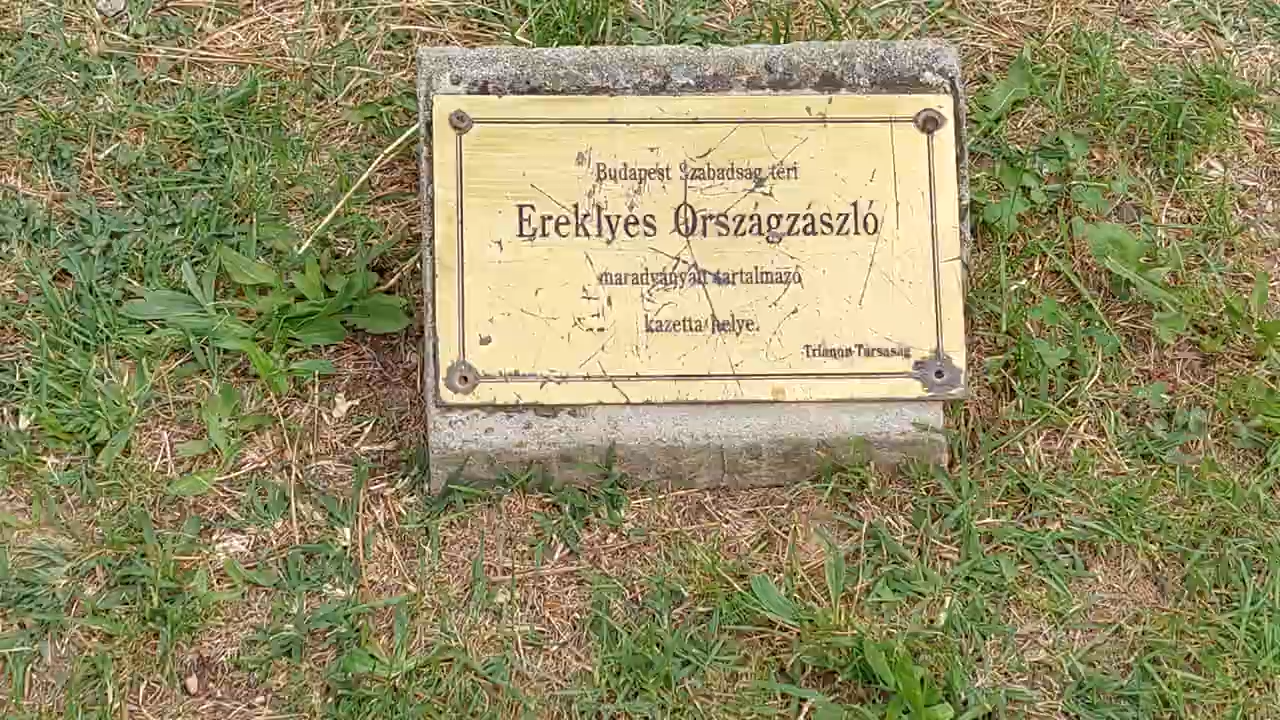 Budapest Szabadság téri
Ereklyés Országzászló
maradványait tartalmazó
kazetta helye.
Trianon Társaság